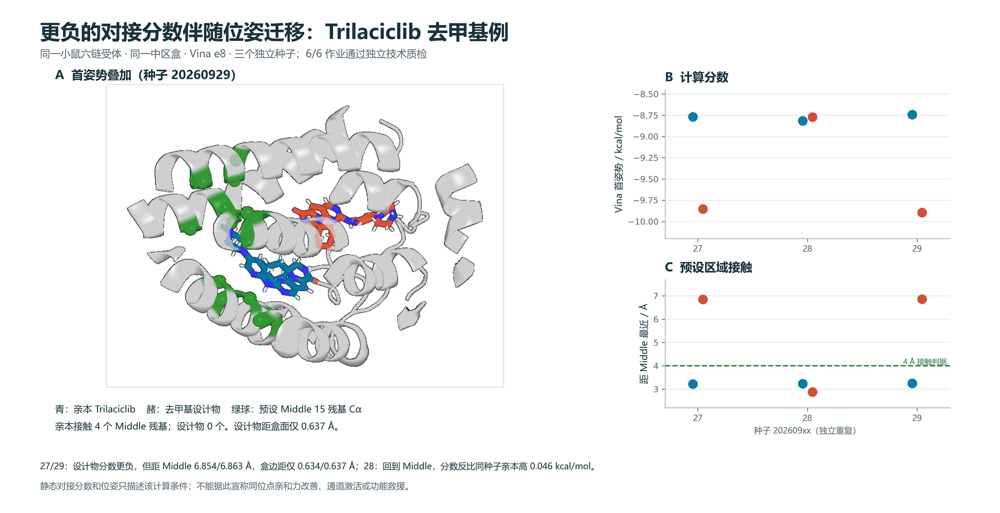 更负的对接分数伴随位姿迁移：Trilaciclib 去甲基例
同一小鼠六链受体 · 同一中区盒 · Vina e8 · 三个独立种子；6/6 作业通过独立技术质检
A 首姿势叠加（种子 20260929）
青：亲本 Trilaciclib 赭：去甲基设计物 绿球：预设 Middle 15 残基 Cα
亲本接触 4 个 Middle 残基；设计物 0 个。设计物距盒面仅 0.637 Å。
B 计算分数
Vina 首姿势 / kcal/mol
−8.50
−8.75
−9.00
−9.25
−9.50
−9.75
−10.00
27 28 29
C 预设区域接触
距 Middle 最近 / Å
7
6
5
4
3
4 Å 接触判据
27 28 29
种子 202609xx（独立重复）
27/29：设计物分数更负，但距 Middle 6.854/6.863 Å，盒边距仅 0.634/0.637 Å；28：回到 Middle，分数反比同种子亲本高 0.046 kcal/mol。
静态对接分数和位姿只描述该计算条件；不能据此宣称同位点亲和力改善、通道激活或功能救援。